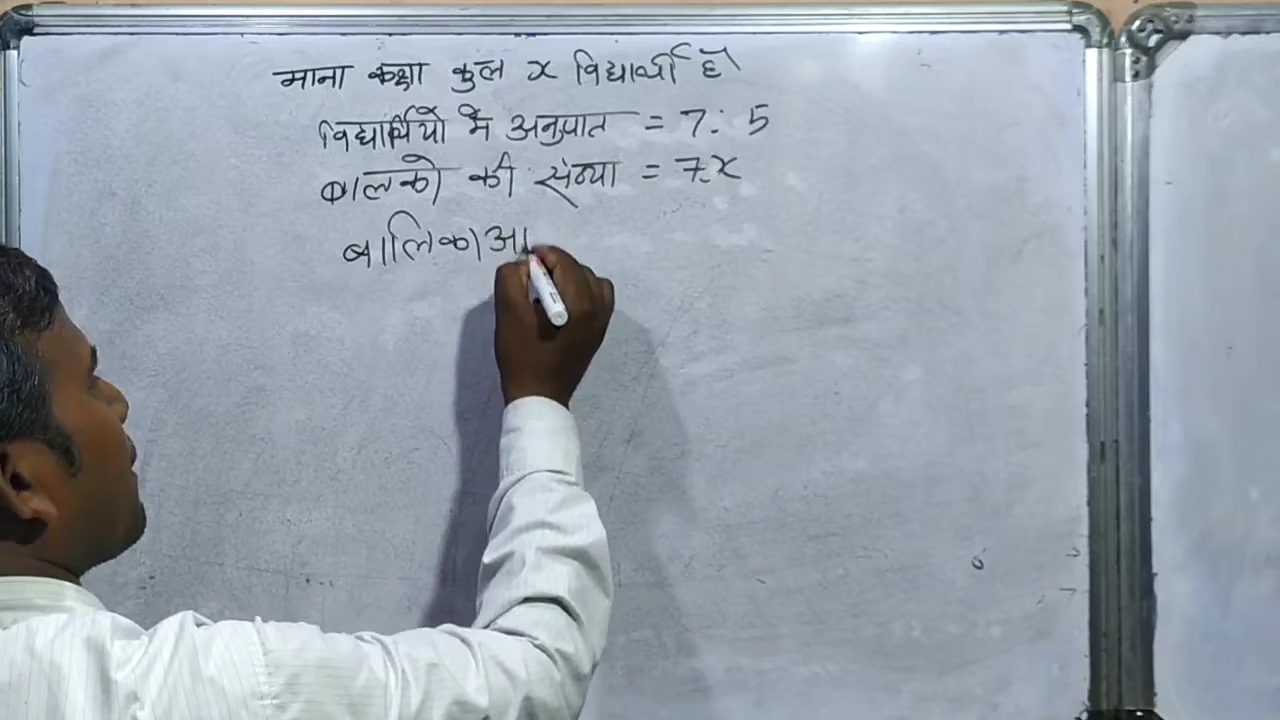 माना कक्षा कुल x विद्यार्थी है
विद्यार्थियो मे अनुपात = 7: 5
बालको की संख्या = 7x
बालिकाआ